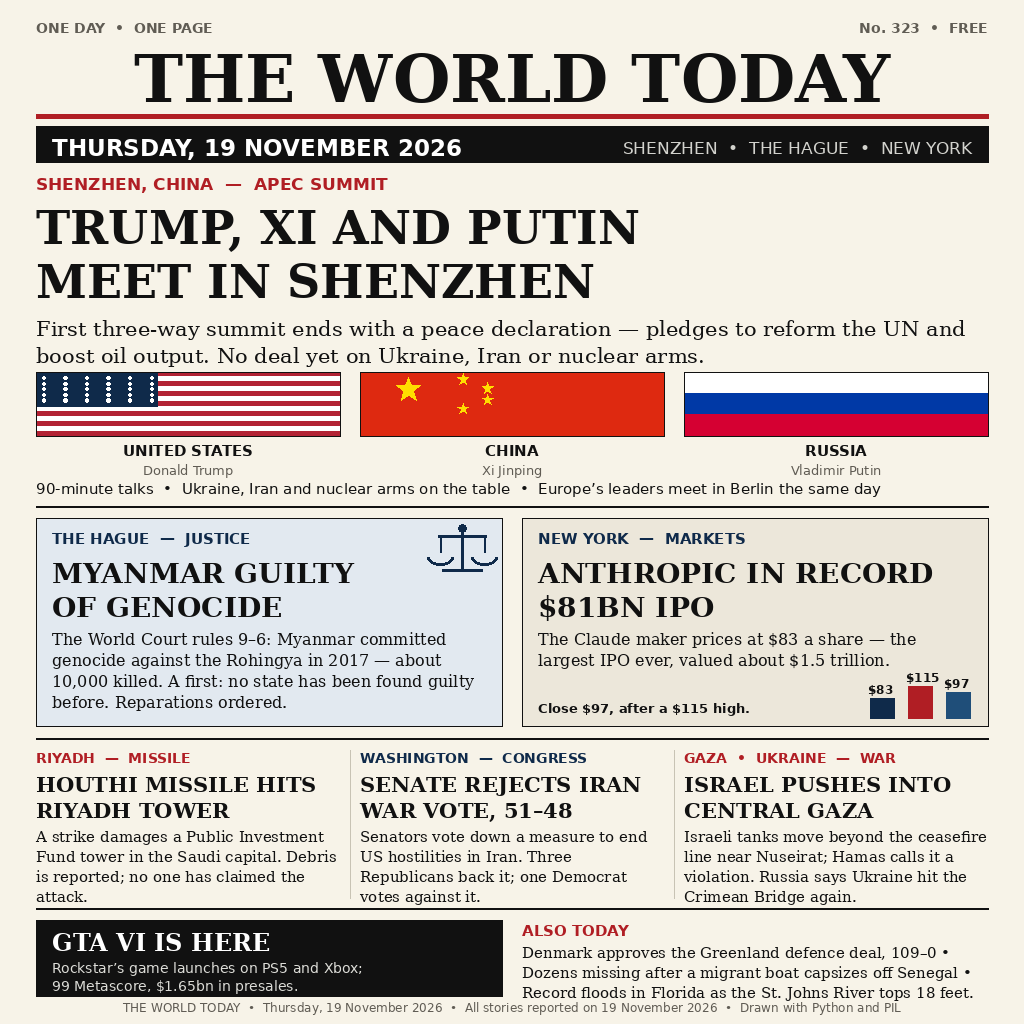 ONE DAY • ONE PAGE
No. 323 • FREE
THE WORLD TODAY
THURSDAY, 19 NOVEMBER 2026
SHENZHEN • THE HAGUE • NEW YORK
SHENZHEN, CHINA — APEC SUMMIT
TRUMP, XI AND PUTIN
MEET IN SHENZHEN
First three-way summit ends with a peace declaration — pledges to reform the UN and
boost oil output. No deal yet on Ukraine, Iran or nuclear arms.
UNITED STATES
Donald Trump
CHINA
Xi Jinping
RUSSIA
Vladimir Putin
90-minute talks • Ukraine, Iran and nuclear arms on the table • Europe’s leaders meet in Berlin the same day
THE HAGUE — JUSTICE
MYANMAR GUILTY
OF GENOCIDE
The World Court rules 9–6: Myanmar committed
genocide against the Rohingya in 2017 — about
10,000 killed. A first: no state has been found guilty
before. Reparations ordered.
NEW YORK — MARKETS
ANTHROPIC IN RECORD
$81BN IPO
The Claude maker prices at $83 a share — the
largest IPO ever, valued about $1.5 trillion.
Close $97, after a $115 high.
$83
$115
$97
RIYADH — MISSILE
HOUTHI MISSILE HITS
RIYADH TOWER
A strike damages a Public Investment
Fund tower in the Saudi capital. Debris
is reported; no one has claimed the
attack.
WASHINGTON — CONGRESS
SENATE REJECTS IRAN
WAR VOTE, 51–48
Senators vote down a measure to end
US hostilities in Iran. Three
Republicans back it; one Democrat
votes against it.
GAZA • UKRAINE — WAR
ISRAEL PUSHES INTO
CENTRAL GAZA
Israeli tanks move beyond the ceasefire
line near Nuseirat; Hamas calls it a
violation. Russia says Ukraine hit the
Crimean Bridge again.
GTA VI IS HERE
Rockstar’s game launches on PS5 and Xbox;
99 Metascore, $1.65bn in presales.
ALSO TODAY
Denmark approves the Greenland defence deal, 109–0 •
Dozens missing after a migrant boat capsizes off Senegal •
Record floods in Florida as the St. Johns River tops 18 feet.
THE WORLD TODAY • Thursday, 19 November 2026 • All stories reported on 19 November 2026 • Drawn with Python and PIL